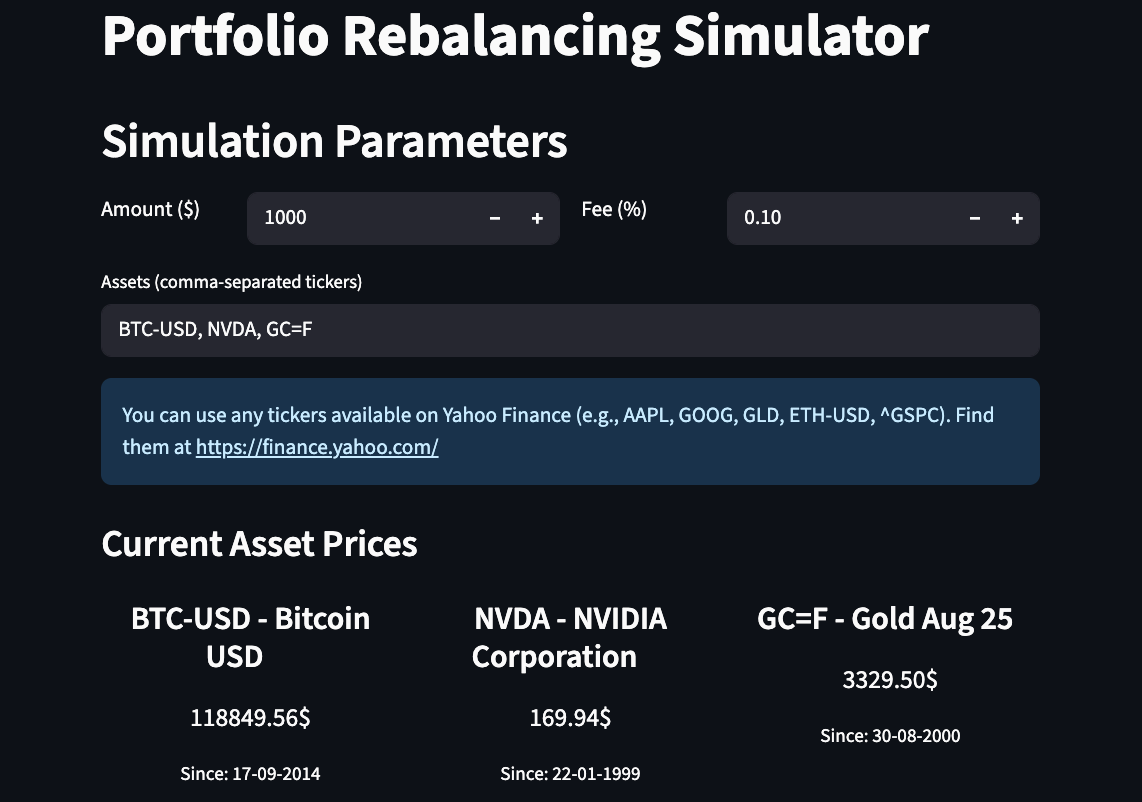 Portfolio Rebalancing Simulator
Simulation Parameters
Amount ($)
1000
− +
Fee (%)
0.10
− +
Assets (comma-separated tickers)
BTC-USD, NVDA, GC=F
You can use any tickers available on Yahoo Finance (e.g., AAPL, GOOG, GLD, ETH-USD, ^GSPC). Find
them at https://finance.yahoo.com/
Current Asset Prices
BTC-USD - Bitcoin
USD
118849.56$
Since: 17-09-2014
NVDA - NVIDIA
Corporation
169.94$
Since: 22-01-1999
GC=F - Gold Aug 25
3329.50$
Since: 30-08-2000